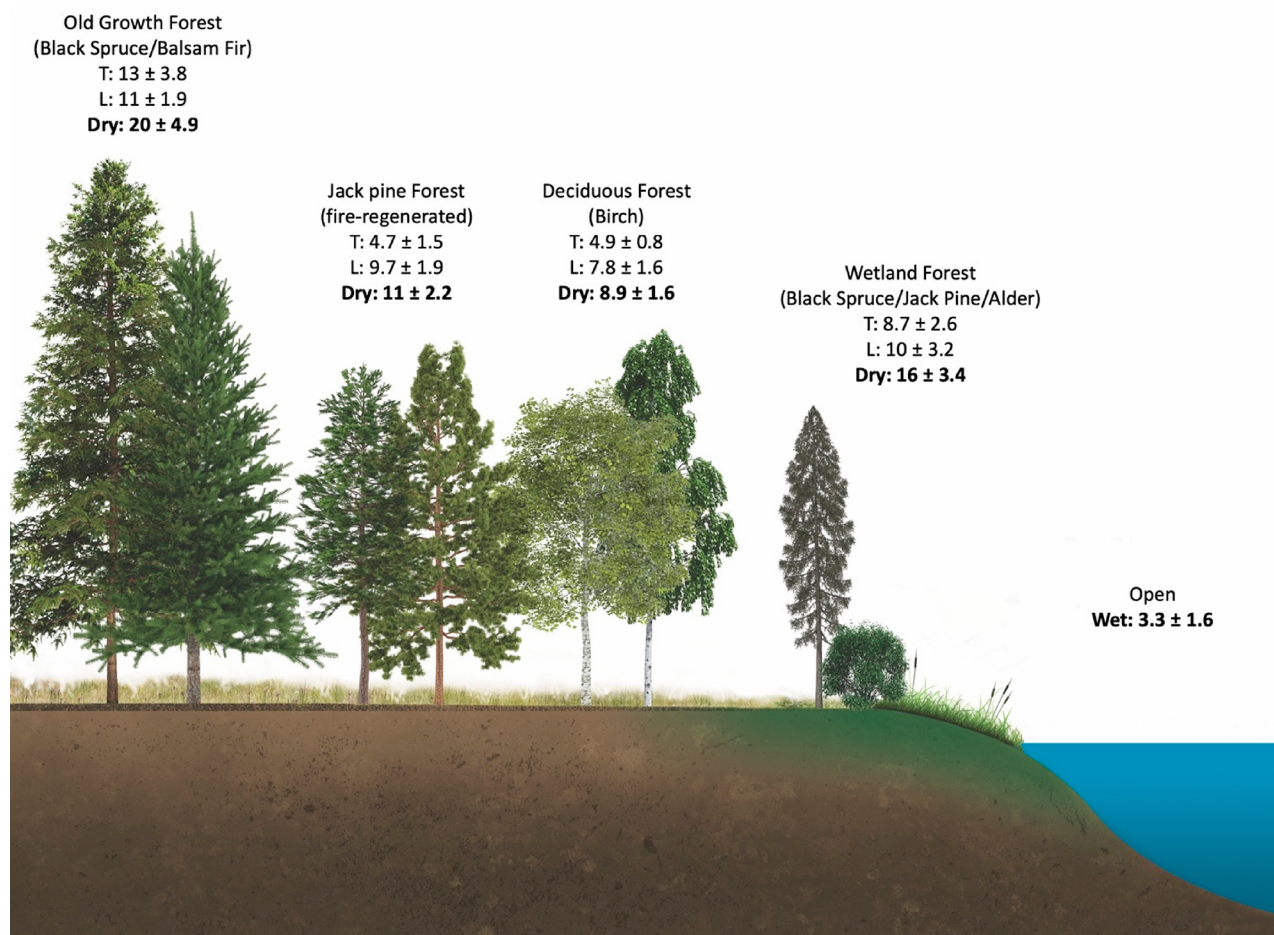 Old Growth Forest
(Black Spruce/Balsam Fir)
T: 13 ± 3.8
L: 11 ± 1.9
Dry: 20 ± 4.9
Jack pine Forest
(fire-regenerated)
T: 4.7 ± 1.5
L: 9.7 ± 1.9
Dry: 11 ± 2.2
Deciduous Forest
(Birch)
T: 4.9 ± 0.8
L: 7.8 ± 1.6
Dry: 8.9 ± 1.6
Wetland Forest
(Black Spruce/Jack Pine/Alder)
T: 8.7 ± 2.6
L: 10 ± 3.2
Dry: 16 ± 3.4
Open
Wet: 3.3 ± 1.6